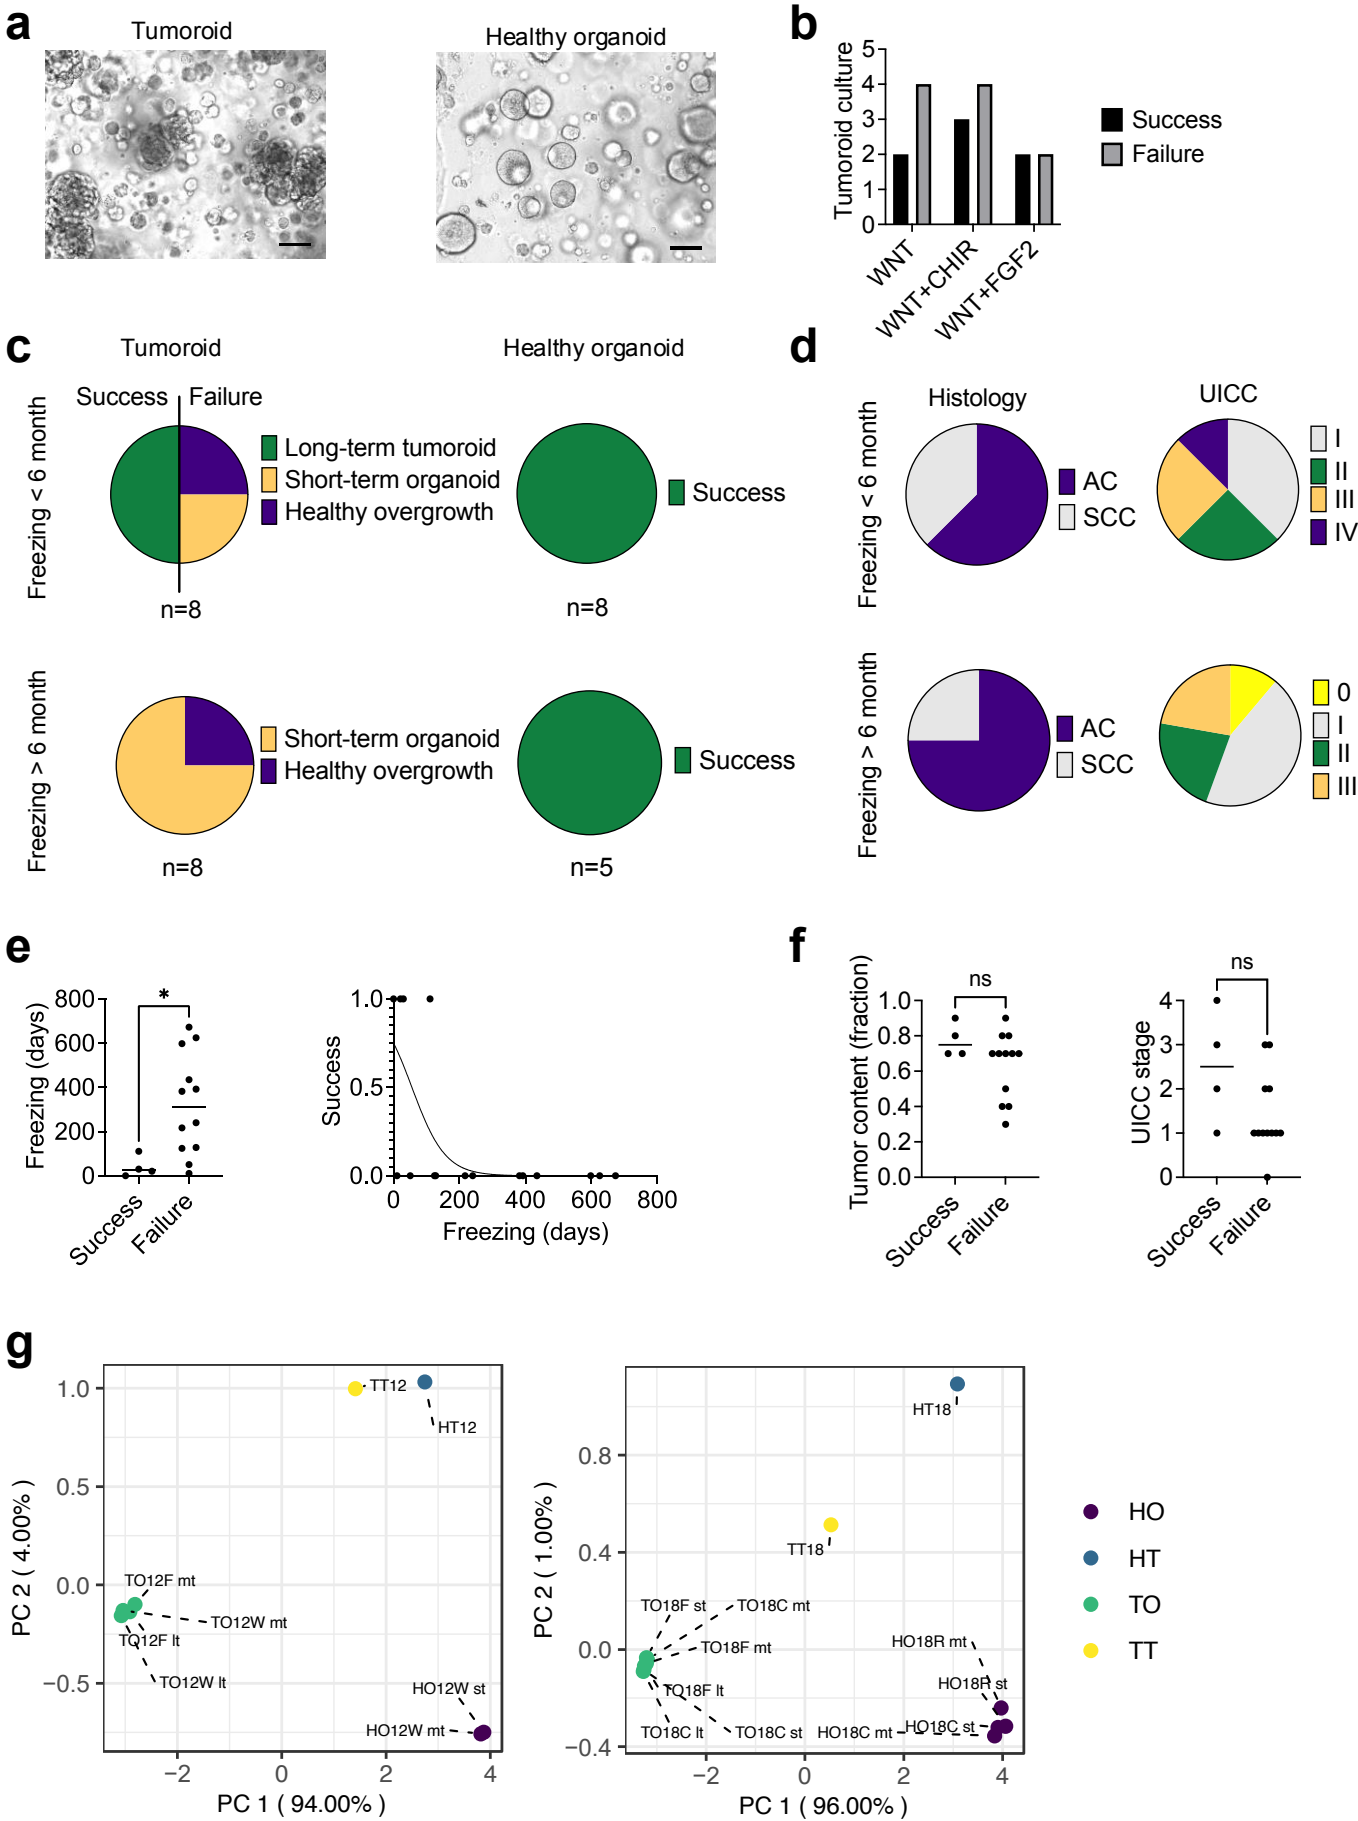 a
Tumoroid
Healthy organoid
b
Tumoroid culture
5
4
3
2
1
0
WNT
WNT+CHIR
WNT+FGF2
Success
Failure
c
Tumoroid
Healthy organoid
Freezing < 6 month
Success
Failure
Long-term tumoroid
Short-term organoid
Healthy overgrowth
n=8
Success
n=8
Freezing > 6 month
Short-term organoid
Healthy overgrowth
n=8
Success
n=5
d
Histology
UICC
Freezing < 6 month
AC
SCC
I
II
III
IV
Freezing > 6 month
AC
SCC
0
I
II
III
e
Freezing (days)
800
600
400
200
0
*
Success
Failure
Success
1.0
0.5
0.0
0
200
400
600
800
Freezing (days)
f
Tumor content (fraction)
1.0
0.8
0.6
0.4
0.2
0.0
ns
Success
Failure
UICC stage
4
3
2
1
0
ns
Success
Failure
g
PC 2 ( 4.00% )
1.0
0.5
0.0
−0.5
TT12
HT12
TO12F mt
TO12W mt
TO12F lt
TO12W lt
HO12W st
HO12W mt
−2
0
2
4
PC 1 ( 94.00% )
PC 2 ( 1.00% )
0.8
0.4
0.0
−0.4
HT18
TT18
TO18F st
TO18C mt
TO18F mt
HO18R mt
TO18F lt
HO18R st
TO18C lt
TO18C st
HO18C mt
HO18C st
−2
0
2
4
PC 1 ( 96.00% )
HO
HT
TO
TT